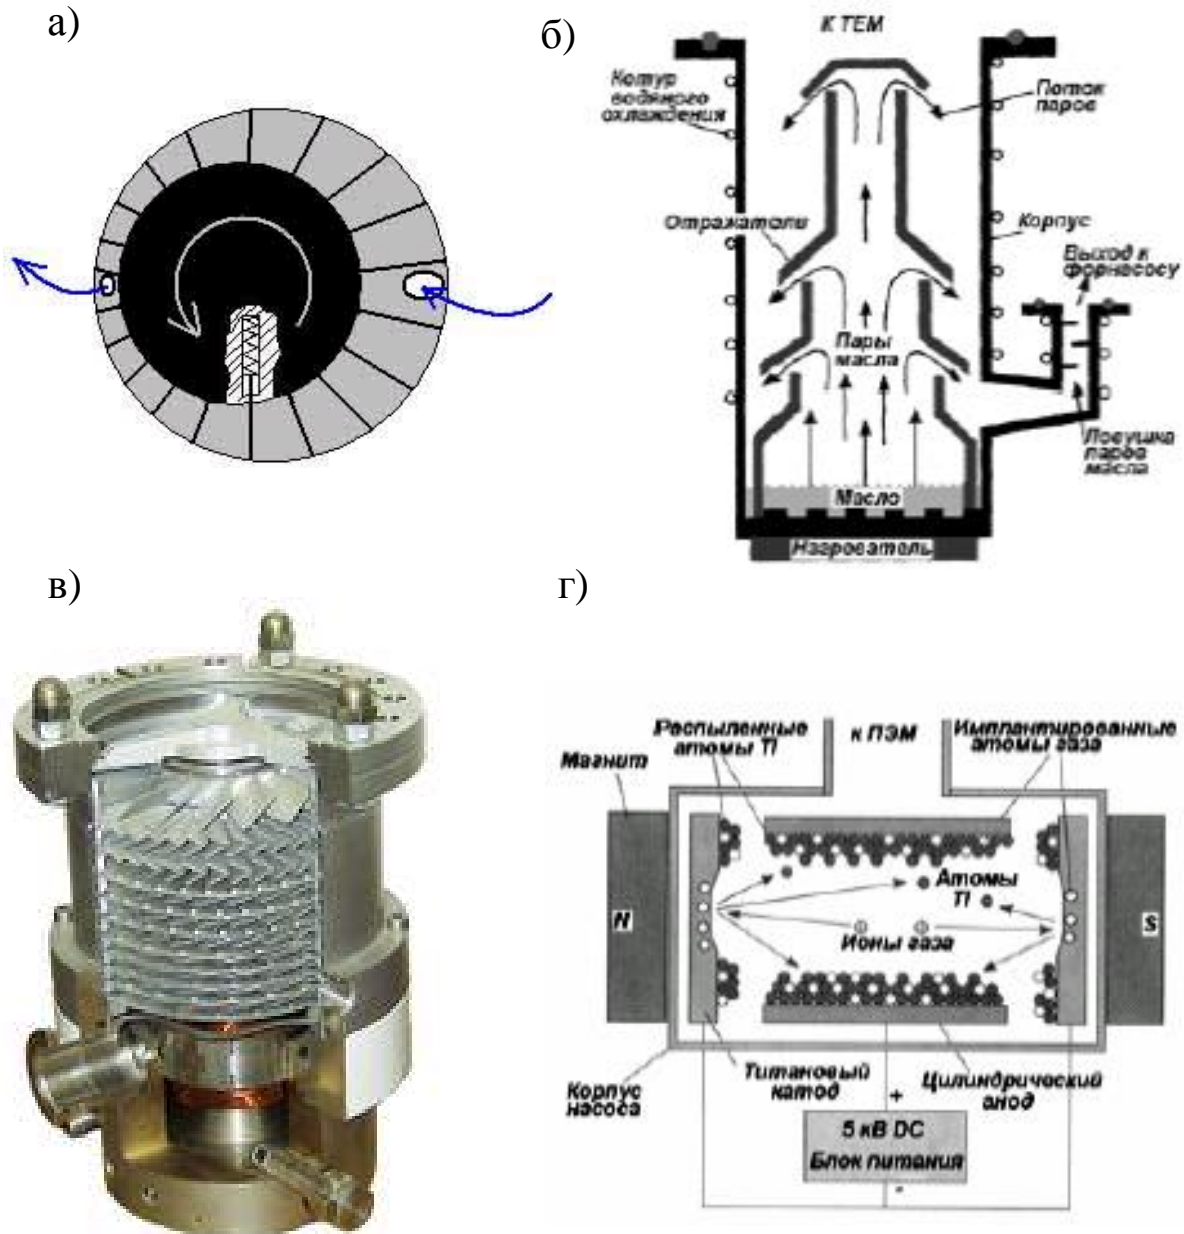 а)
б)
К ТЕМ
Котур
водяного
охлаждения
Поток
паров
Отражатели
Корпус
Выход к
форнасосу
Пары
масла
Ловушка
паров
масла
Масло
Нагреватель
в)
г)
Распыленные
атомы Ti
к ПЭМ
Имплантированные
атомы газа
Магнит
Атомы
Ti
N
Ионы газа
S
Корпус
насоса
Титановый
катод
Цилиндрический
анод
+
5 кВ DC
Блок питания
-